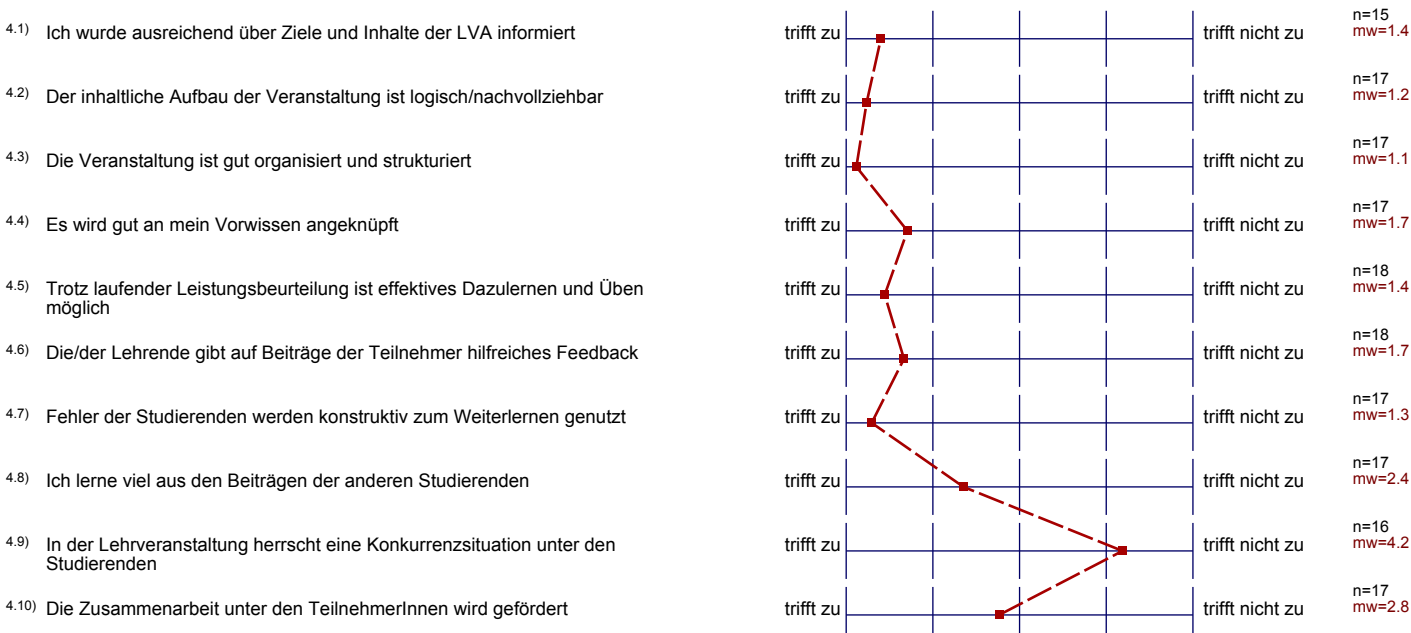 4.1) Ich wurde ausreichend über Ziele und Inhalte der LVA informiert trifft zu trifft nicht zu n=15
mw=1.4
4.2) Der inhaltliche Aufbau der Veranstaltung ist logisch/nachvollziehbar trifft zu trifft nicht zu n=17
mw=1.2
4.3) Die Veranstaltung ist gut organisiert und strukturiert trifft zu trifft nicht zu n=17
mw=1.1
4.4) Es wird gut an mein Vorwissen angeknüpft trifft zu trifft nicht zu n=17
mw=1.7
4.5) Trotz laufender Leistungsbeurteilung ist effektives Dazulernen und Üben
möglich trifft zu trifft nicht zu n=18
mw=1.4
4.6) Die/der Lehrende gibt auf Beiträge der Teilnehmer hilfreiches Feedback trifft zu trifft nicht zu n=18
mw=1.7
4.7) Fehler der Studierenden werden konstruktiv zum Weiterlernen genutzt trifft zu trifft nicht zu n=17
mw=1.3
4.8) Ich lerne viel aus den Beiträgen der anderen Studierenden trifft zu trifft nicht zu n=17
mw=2.4
4.9) In der Lehrveranstaltung herrscht eine Konkurrenzsituation unter den
Studierenden trifft zu trifft nicht zu n=16
mw=4.2
4.10) Die Zusammenarbeit unter den TeilnehmerInnen wird gefördert trifft zu trifft nicht zu n=17
mw=2.8